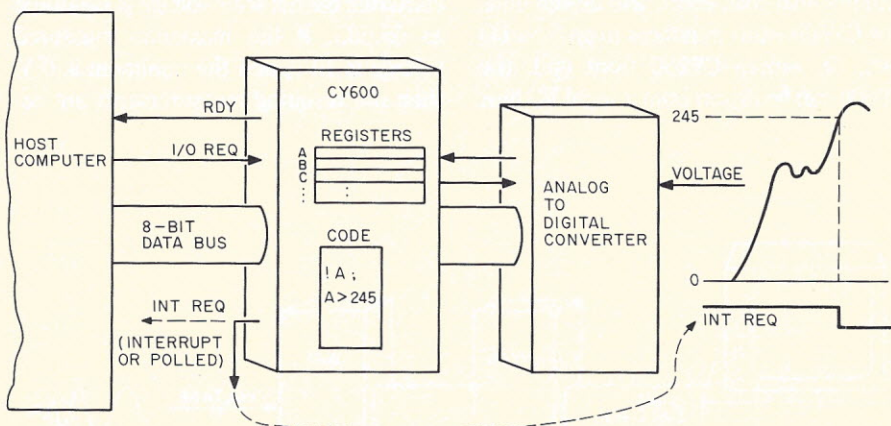 HOST
COMPUTER
RDY
I/O REQ
8-BIT
DATA BUS
INT REQ
(INTERRUPT
OR POLLED)
CY600
REGISTERS
A
B
C
⋮
⋮
CODE
!A;
A>245
ANALOG
TO
DIGITAL
CONVERTER
VOLTAGE
245
0
INT REQ